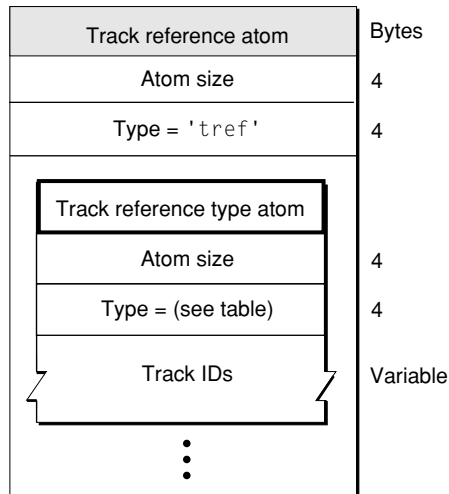 Track reference atom Bytes
Atom size 4
Type = 'tref' 4
Track reference type atom
Atom size 4
Type = (see table) 4
Track IDs Variable